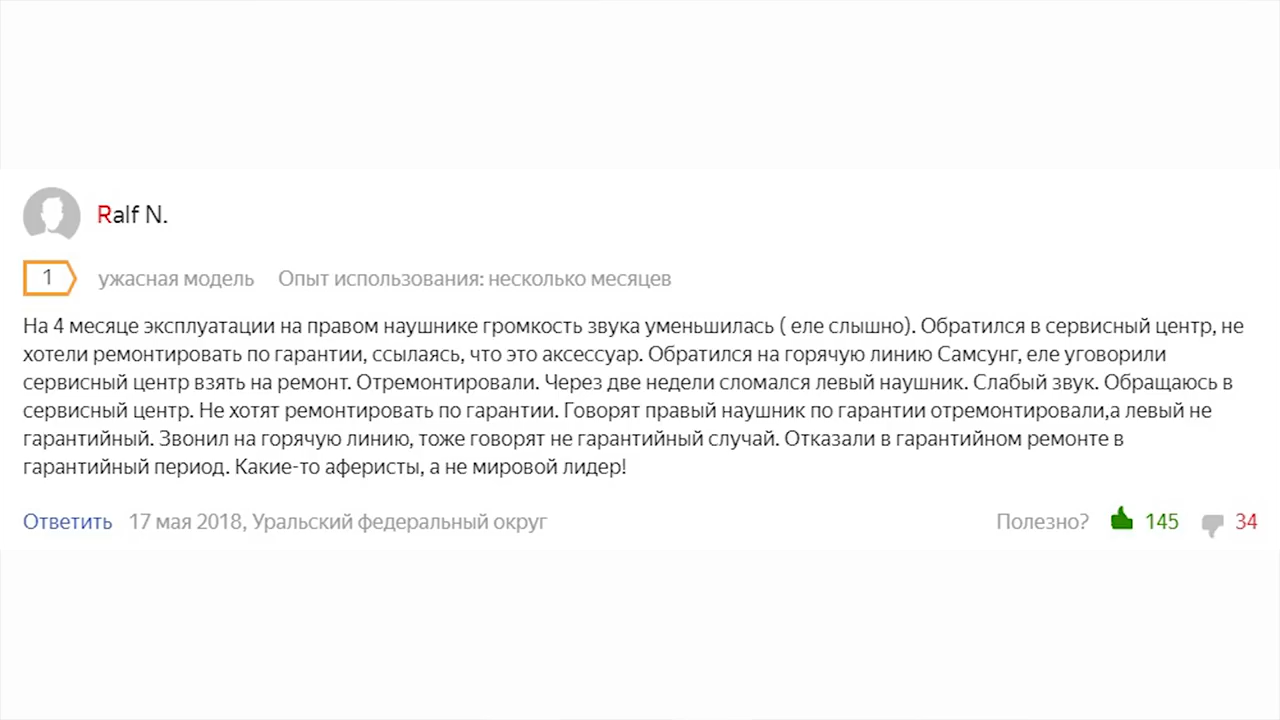 Ralf N.
1 ужасная модель Опыт использования: несколько месяцев
На 4 месяце эксплуатации на правом наушнике громкость звука уменьшилась ( еле слышно). Обратился в сервисный центр, не
хотели ремонтировать по гарантии, ссылаясь, что это аксессуар. Обратился на горячую линию Самсунг, еле уговорили
сервисный центр взять на ремонт. Отремонтировали. Через две недели сломался левый наушник. Слабый звук. Обращаюсь в
сервисный центр. Не хотят ремонтировать по гарантии. Говорят правый наушник по гарантии отремонтировали,а левый не
гарантийный. Звонил на горячую линию, тоже говорят не гарантийный случай. Отказали в гарантийном ремонте в
гарантийный период. Какие-то аферисты, а не мировой лидер!
Ответить 17 мая 2018, Уральский федеральный округ Полезно? 145 34